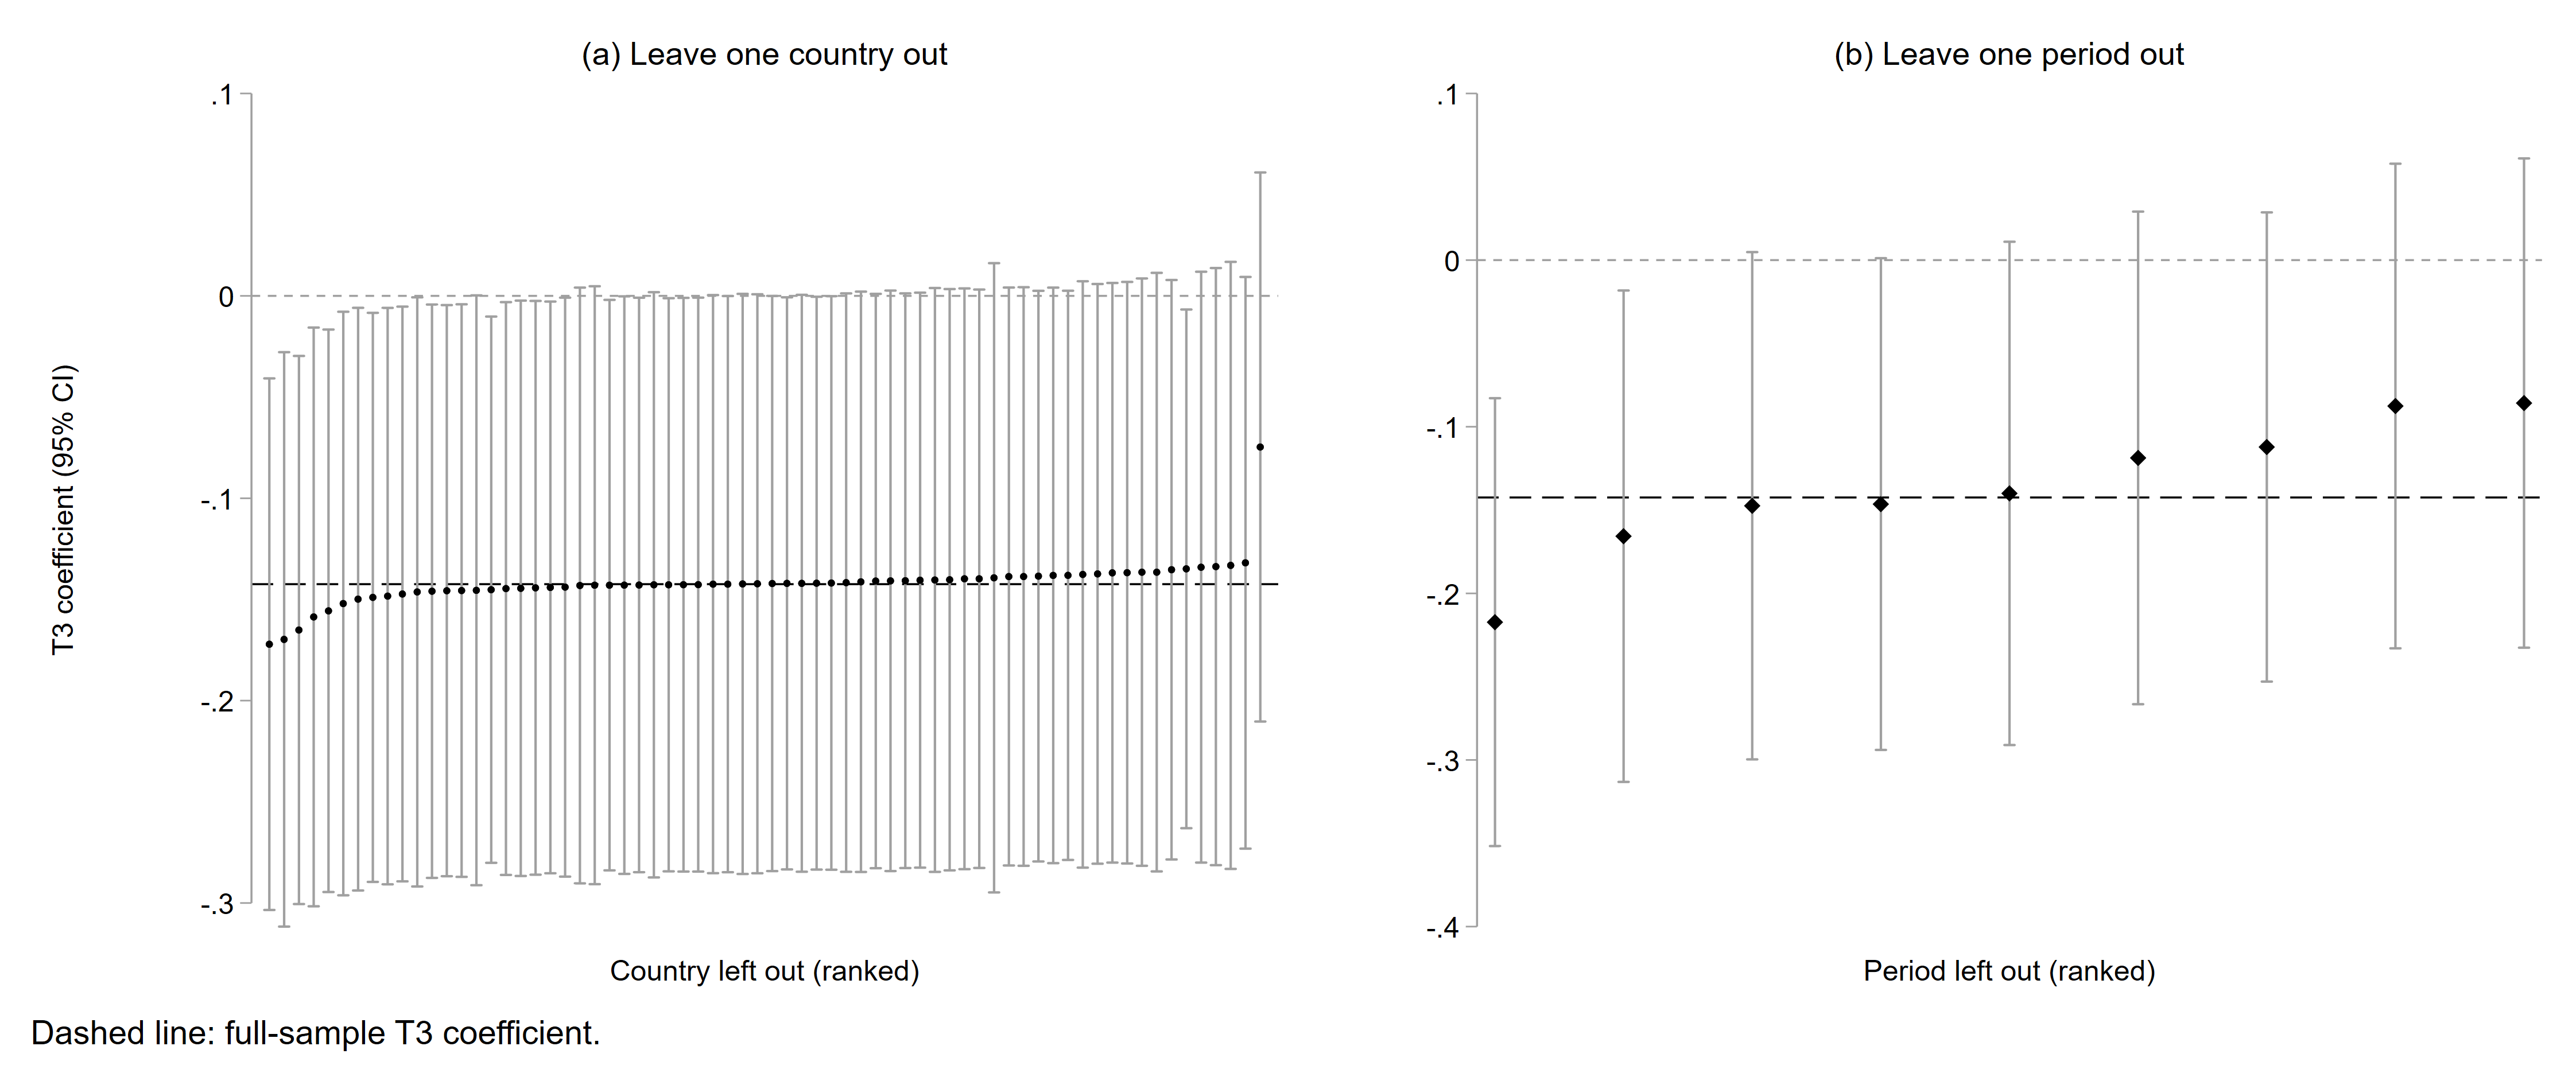 (a) Leave one country out
.1
0
-.1
-.2
-.3
T3 coefficient (95% CI)
Country left out (ranked)
(b) Leave one period out
.1
0
-.1
-.2
-.3
-.4
Period left out (ranked)
Dashed line: full-sample T3 coefficient.